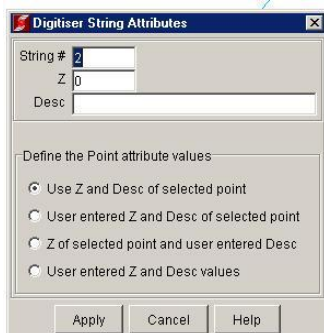 Digitiser String Attributes
String # 2
Z 0
Desc
Define the Point attribute values
Use Z and Desc of selected point
User entered Z and Desc of selected point
Z of selected point and user entered Desc
User entered Z and Desc values
Apply Cancel Help